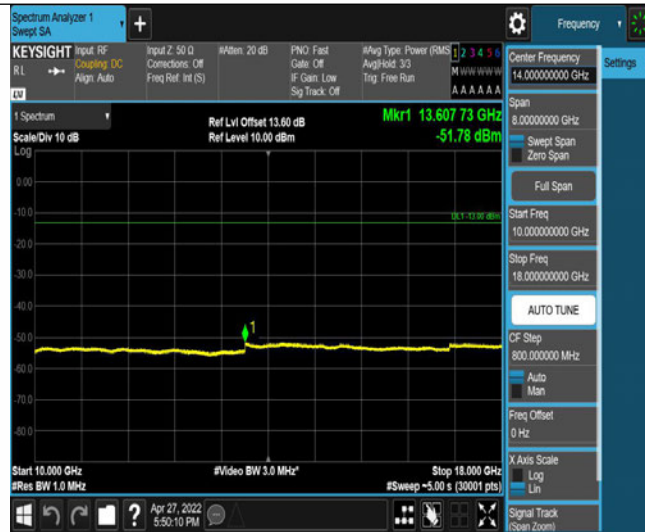 Spectrum Analyzer 1
Swept SA
+
Frequency
KEYSIGHT
Input: RF
Input Z: 50 Ω
#Atten: 20 dB
PNO: Fast
#Avg Type: Power (RMS
1 2 3 4 5 6
RL
Coupling: DC
Corrections: Off
Gate: Off
Avg|Hold: 3/3
M W W W W W
Align: Auto
Freq Ref: Int (S)
IF Gain: Low
Trig: Free Run
Sig Track: Off
A A A A A A
LXI
1 Spectrum
Ref Lvl Offset 13.60 dB
Mkr1 13.607 73 GHz
Scale/Div 10 dB
Ref Level 10.00 dBm
-51.78 dBm
Log
0.00
-10.0
DL1 -13.00 dBm
-20.0
-30.0
-40.0
1
-50.0
-60.0
-70.0
-80.0
Start 10.000 GHz
#Video BW 3.0 MHz*
Stop 18.000 GHz
#Res BW 1.0 MHz
#Sweep ~5.00 s (30001 pts)
Center Frequency
14.000000000 GHz
Settings
Span
8.00000000 GHz
Swept Span
Zero Span
Full Span
Start Freq
10.000000000 GHz
Stop Freq
18.000000000 GHz
AUTO TUNE
CF Step
800.000000 MHz
Auto
Man
Freq Offset
0 Hz
X Axis Scale
Log
Lin
Signal Track
(Span Zoom)
?
Apr 27, 2022
5:50:10 PM